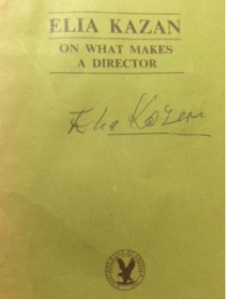 ELIA KAZAN
ON WHAT MAKES
A DIRECTOR
Elia Kazan